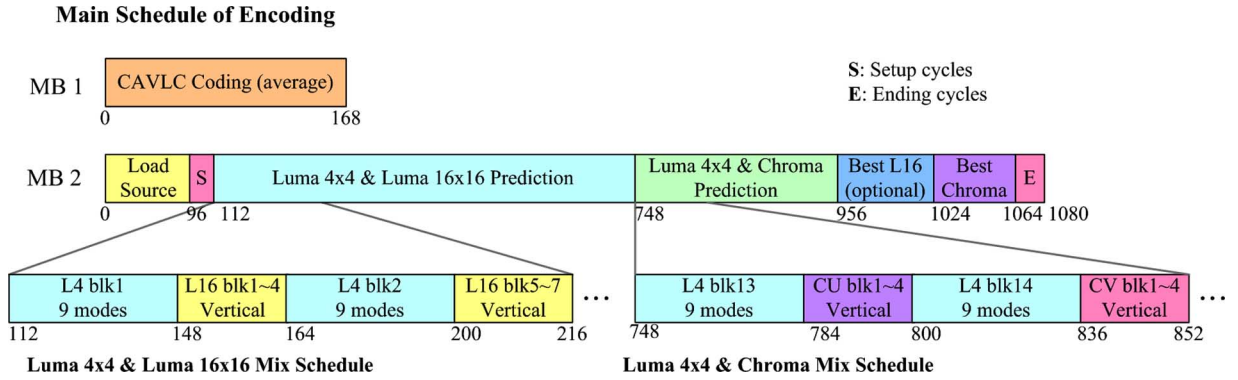 Main Schedule of Encoding
MB 1
CAVLC Coding (average)
0
168
S: Setup cycles
E: Ending cycles
MB 2
Load
Source
S
Luma 4x4 & Luma 16x16 Prediction
Luma 4x4 & Chroma
Prediction
Best L16
(optional)
Best
Chroma
E
0
96
112
748
956
1024
1064
1080
L4 blk1
9 modes
L16 blk1~4
Vertical
L4 blk2
9 modes
L16 blk5~7
Vertical
...
112
148
164
200
216
Luma 4x4 & Luma 16x16 Mix Schedule
L4 blk13
9 modes
CU blk1~4
Vertical
L4 blk14
9 modes
CV blk1~4
Vertical
...
748
784
800
836
852
Luma 4x4 & Chroma Mix Schedule